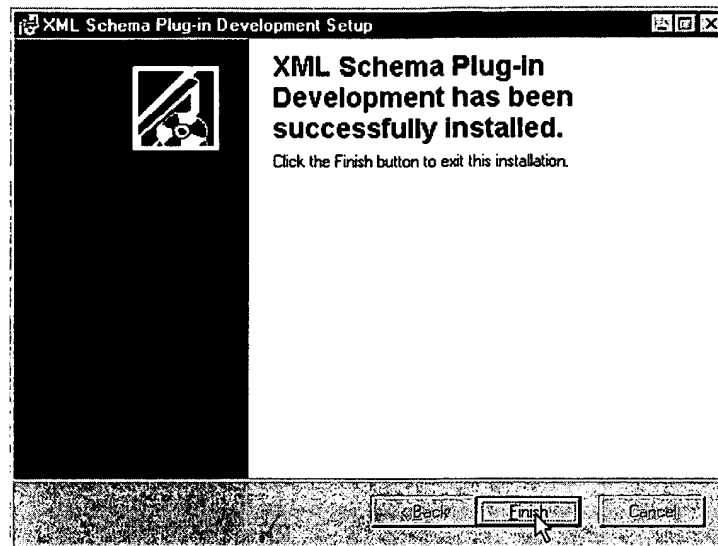 XML Schema Plug-in Development Setup
XML Schema Plug-in
Development has been
successfully installed.
Click the Finish button to exit this installation.
<Back
Finish
Cancel